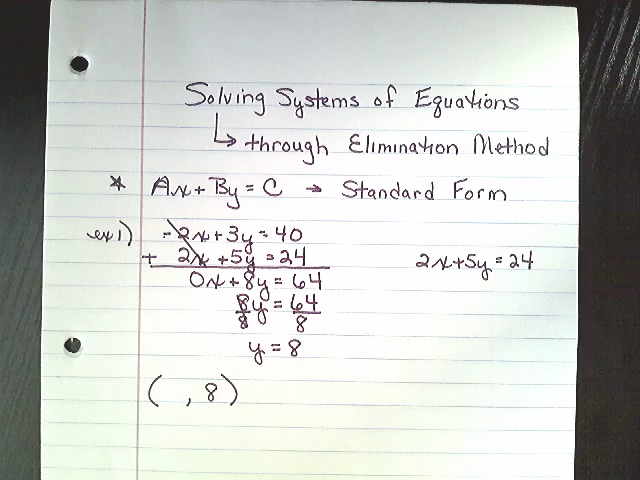 Solving Systems of Equations
↳ through Elimination Method
* Ax + By = C → Standard Form
ex1) -2x + 3y = 40
+ 2x + 5y = 24
2x + 5y = 24
0x + 8y = 64
8y = 64
8 8
y = 8
( , 8)